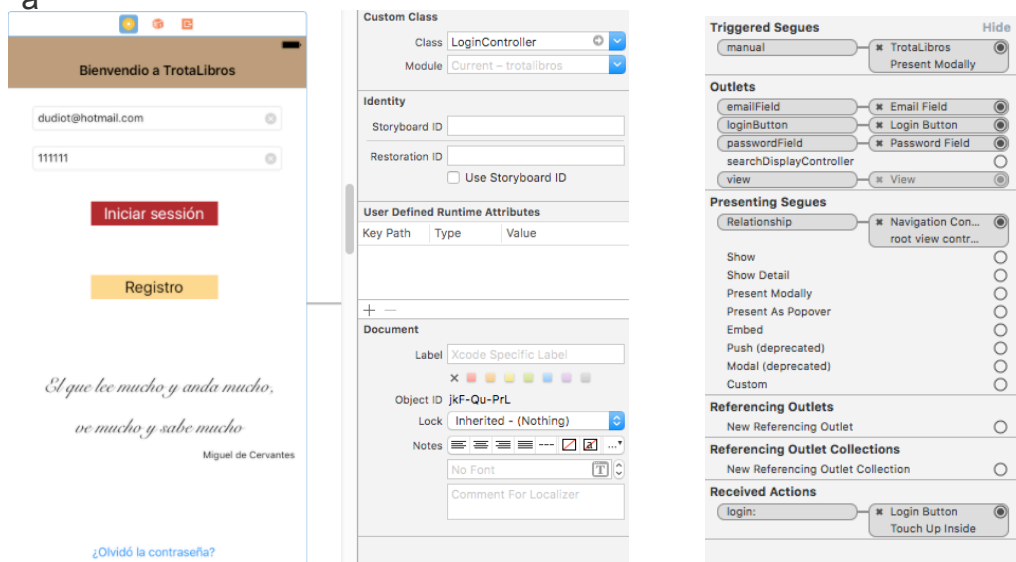 a
Bienvendio a TrotaLibros
dudiot@hotmail.com
111111
Iniciar sessión
Registro
El que lee mucho y anda mucho,
ve mucho y sabe mucho
Miguel de Cervantes
¿Olvidó la contraseña?
Custom Class
Class LoginController
Module Current – trotalibros
Identity
Storyboard ID
Restoration ID
Use Storyboard ID
User Defined Runtime Attributes
Key Path Type Value
Document
Label Xcode Specific Label
Object ID jkF-Qu-PrL
Lock Inherited - (Nothing)
Notes
No Font
Comment For Localizer
Triggered Segues Hide
manual TrotaLibros
Present Modally
Outlets
emailField Email Field
loginButton Login Button
passwordField Password Field
searchDisplayController
view View
Presenting Segues
Relationship Navigation Con...
root view contr...
Show
Show Detail
Present Modally
Present As Popover
Embed
Push (deprecated)
Modal (deprecated)
Custom
Referencing Outlets
New Referencing Outlet
Referencing Outlet Collections
New Referencing Outlet Collection
Received Actions
login: Login Button
Touch Up Inside